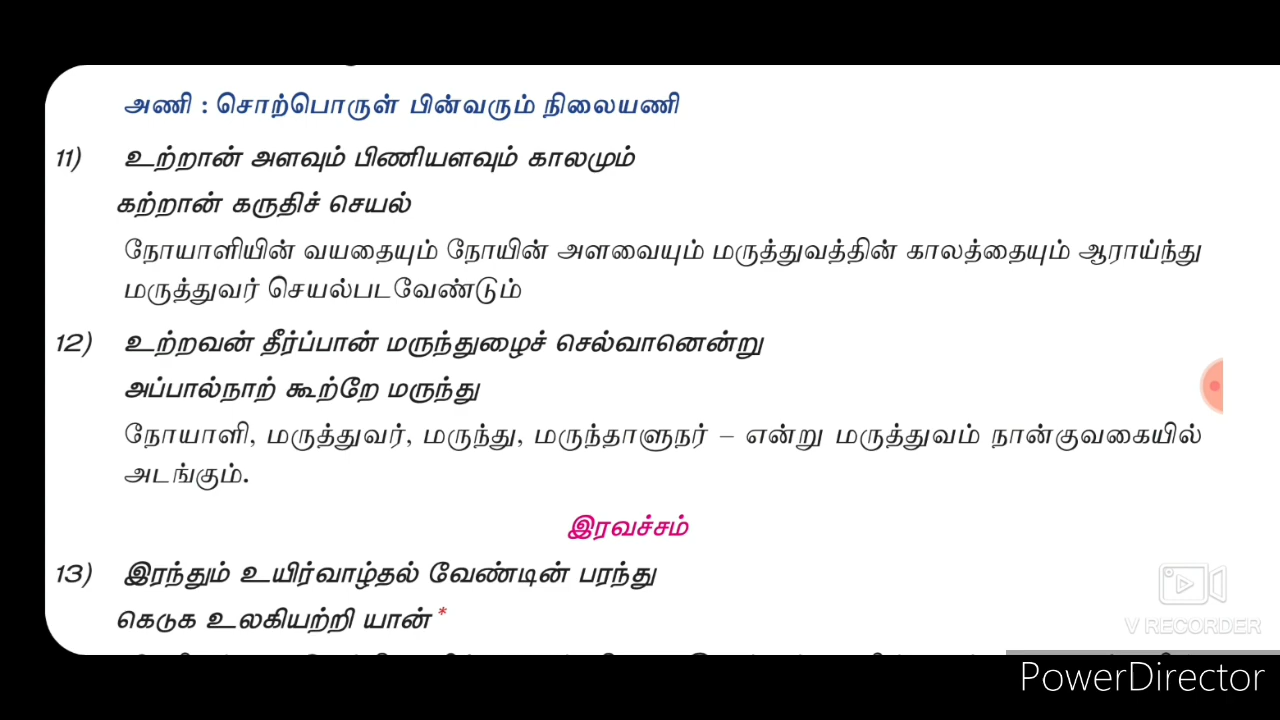 அணி : சொற்பொருள் பின்வரும் நிலையணி
11) உற்றான் அளவும் பிணியளவும் காலமும்
கற்றான் கருதிச் செயல்
நோயாளியின் வயதையும் நோயின் அளவையும் மருத்துவத்தின் காலத்தையும் ஆராய்ந்து
மருத்துவர் செயல்படவேண்டும்
12) உற்றவன் தீர்ப்பான் மருந்துழைச் செல்வானென்று
அப்பால்நாற் கூற்றே மருந்து
நோயாளி, மருத்துவர், மருந்து, மருந்தாளுநர் – என்று மருத்துவம் நான்குவகையில்
அடங்கும்.
இரவச்சம்
13) இரந்தும் உயிர்வாழ்தல் வேண்டின் பரந்து
கெடுக உலகியற்றி யான் *
V RECORDER
PowerDirector